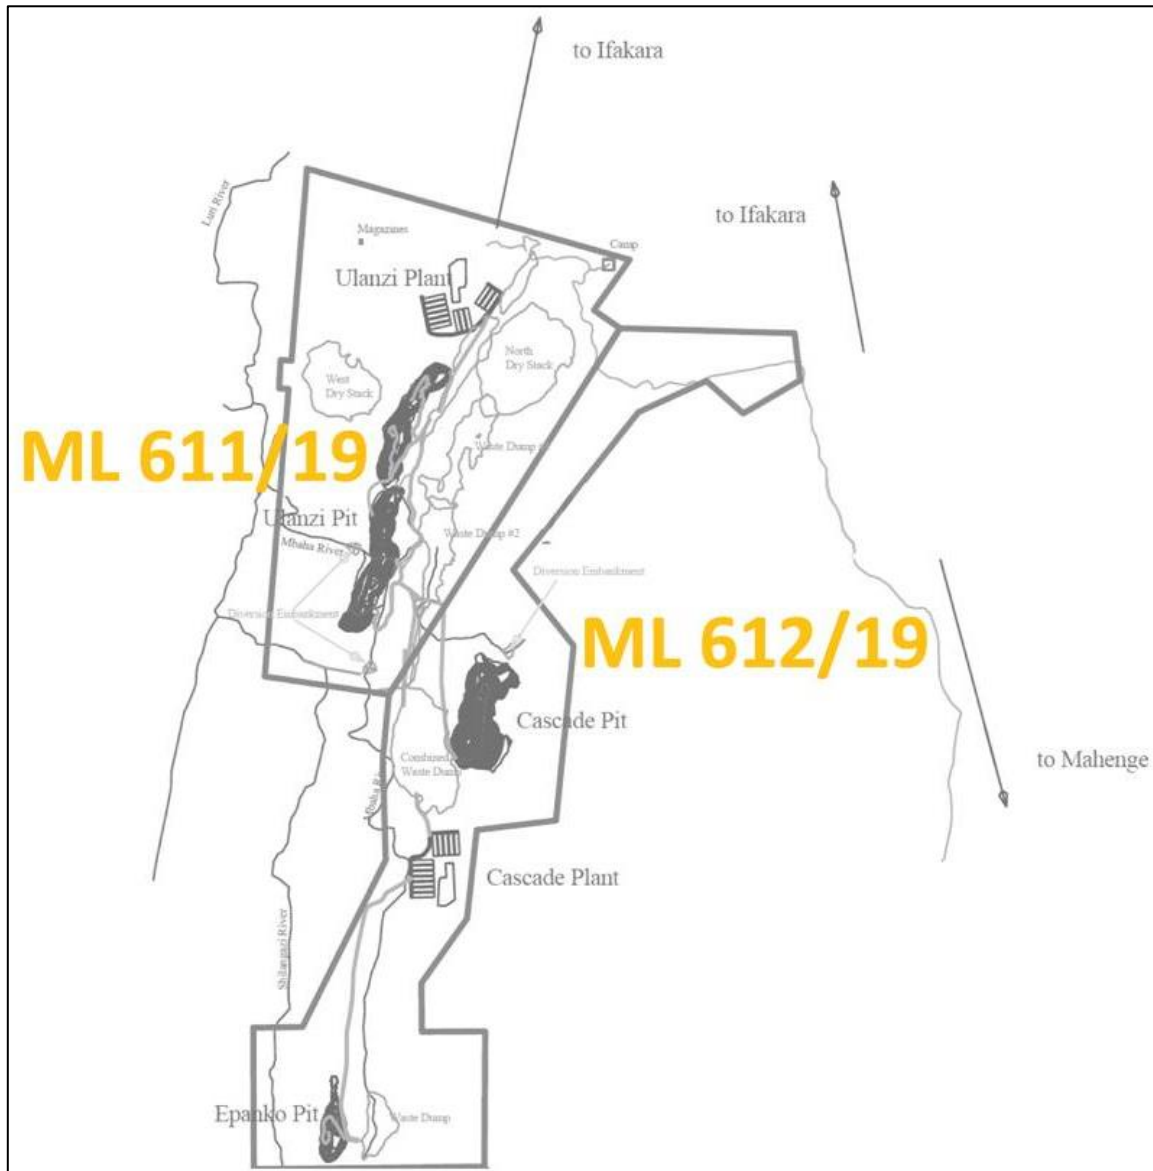 to Ifakara
to Ifakara
Luri River
Magazines
Camp
Ulanzi Plant
North
Dry Stack
West
Dry Stack
ML 611/19
Waste Dump
Ulanzi Pit
Waste Dump #2
Mbaha River
Diversion Embankment
Diversion Embankment
ML 612/19
Cascade Pit
Combined
Waste Dump
to Mahenge
Mbaha Ri
Cascade Plant
Shilangazi River
Epanko Pit
Waste Dump